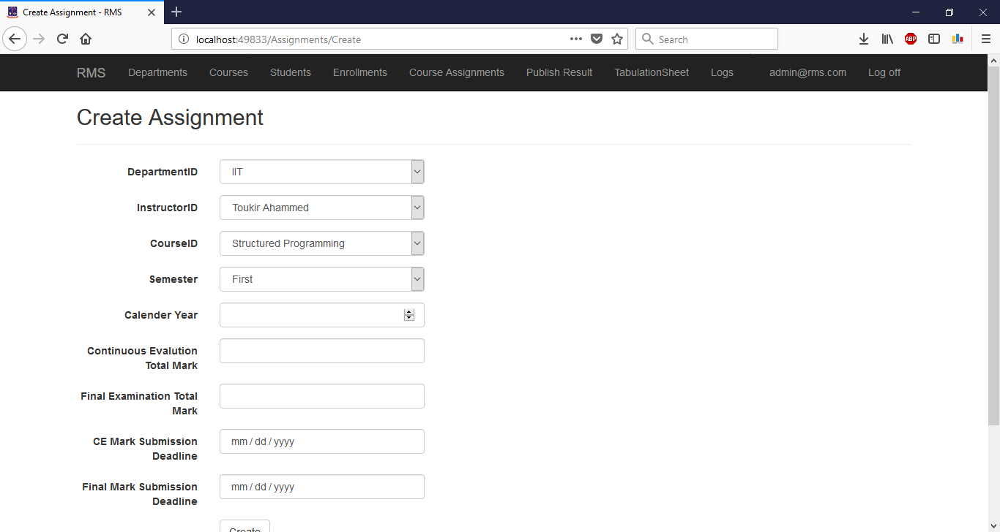 Create Assignment - RMS
localhost:49833/Assignments/Create
Search
ABP
RMS Departments Courses Students Enrollments Course Assignments Publish Result TabulationSheet Logs admin@rms.com Log off
Create Assignment
DepartmentID IIT
InstructorID Toukir Ahammed
CourseID Structured Programming
Semester First
Calender Year
Continuous Evalution
Total Mark
Final Examination Total
Mark
CE Mark Submission
Deadline
mm / dd / yyyy
Final Mark Submission
Deadline
mm / dd / yyyy
Create